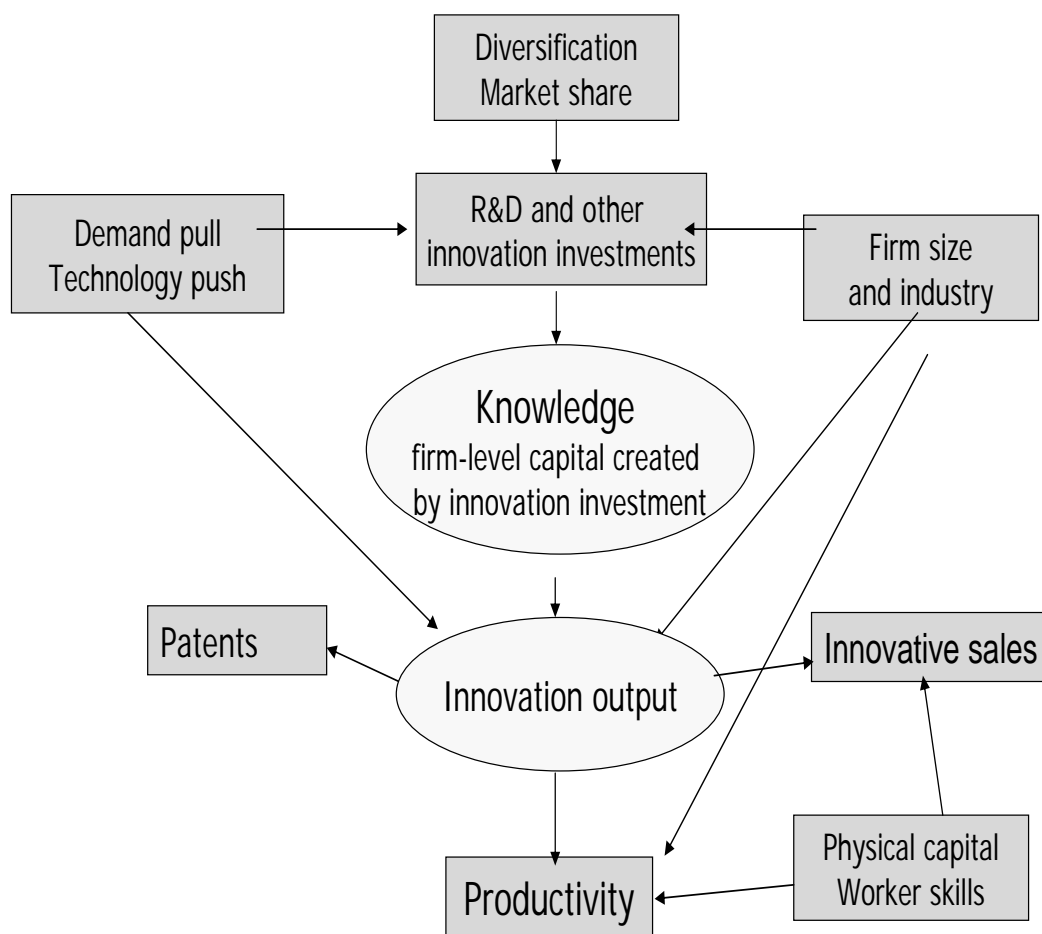 Diversification
Market share
R&D and other
innovation investments
Demand pull
Technology push
Firm size
and industry
Knowledge
firm-level capital created
by innovation investment
Patents
Innovative sales
Innovation output
Physical capital
Worker skills
Productivity